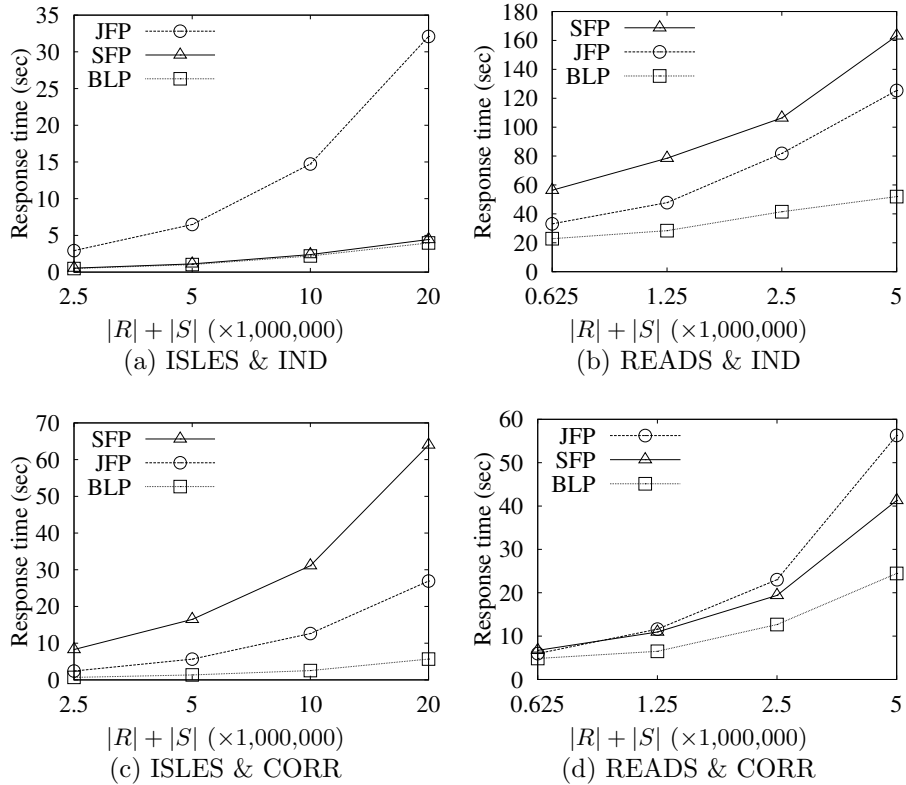 35
30
25
20
15
10
5
0
Response time (sec)
JFP
SFP
BLP
2.5 5 10 20
|R| + |S| (×1,000,000)
(a) ISLES & IND
180
160
140
120
100
80
60
40
20
0
Response time (sec)
SFP
JFP
BLP
0.625 1.25 2.5 5
|R| + |S| (×1,000,000)
(b) READS & IND
70
60
50
40
30
20
10
0
Response time (sec)
SFP
JFP
BLP
2.5 5 10 20
|R| + |S| (×1,000,000)
(c) ISLES & CORR
60
50
40
30
20
10
0
Response time (sec)
JFP
SFP
BLP
0.625 1.25 2.5 5
|R| + |S| (×1,000,000)
(d) READS & CORR